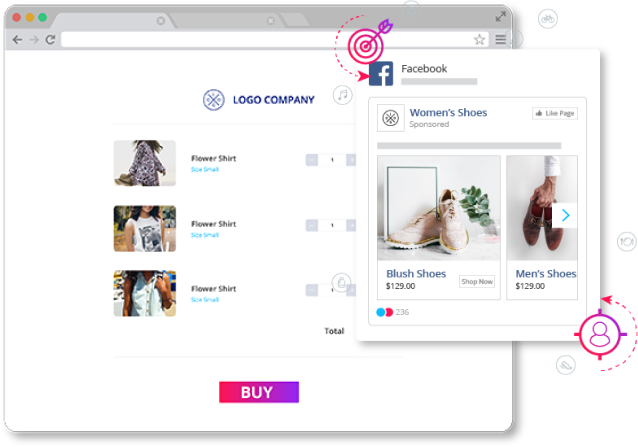 LOGO COMPANY
Flower Shirt
Size Small
1
Flower Shirt
Size Small
1
Flower Shirt
Size Small
1
Total
BUY
Facebook
Women's Shoes
Sponsored
Like Page
Blush Shoes
$129.00
Shop Now
Men's Shoes
$129.00
236